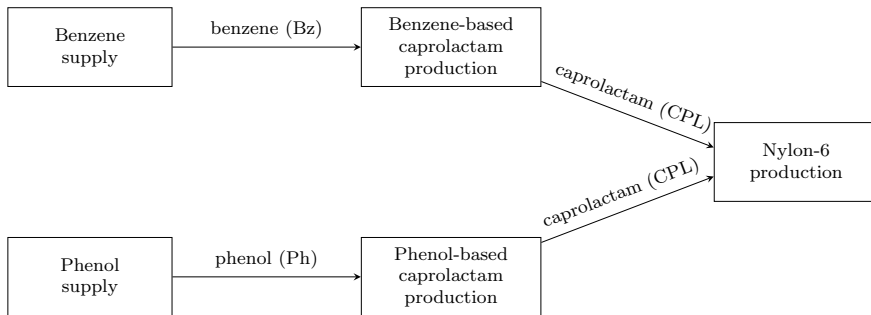 Benzene
supply
benzene (Bz)
Benzene-based
caprolactam
production
caprolactam (CPL)
Nylon-6
production
caprolactam (CPL)
Phenol
supply
phenol (Ph)
Phenol-based
caprolactam
production